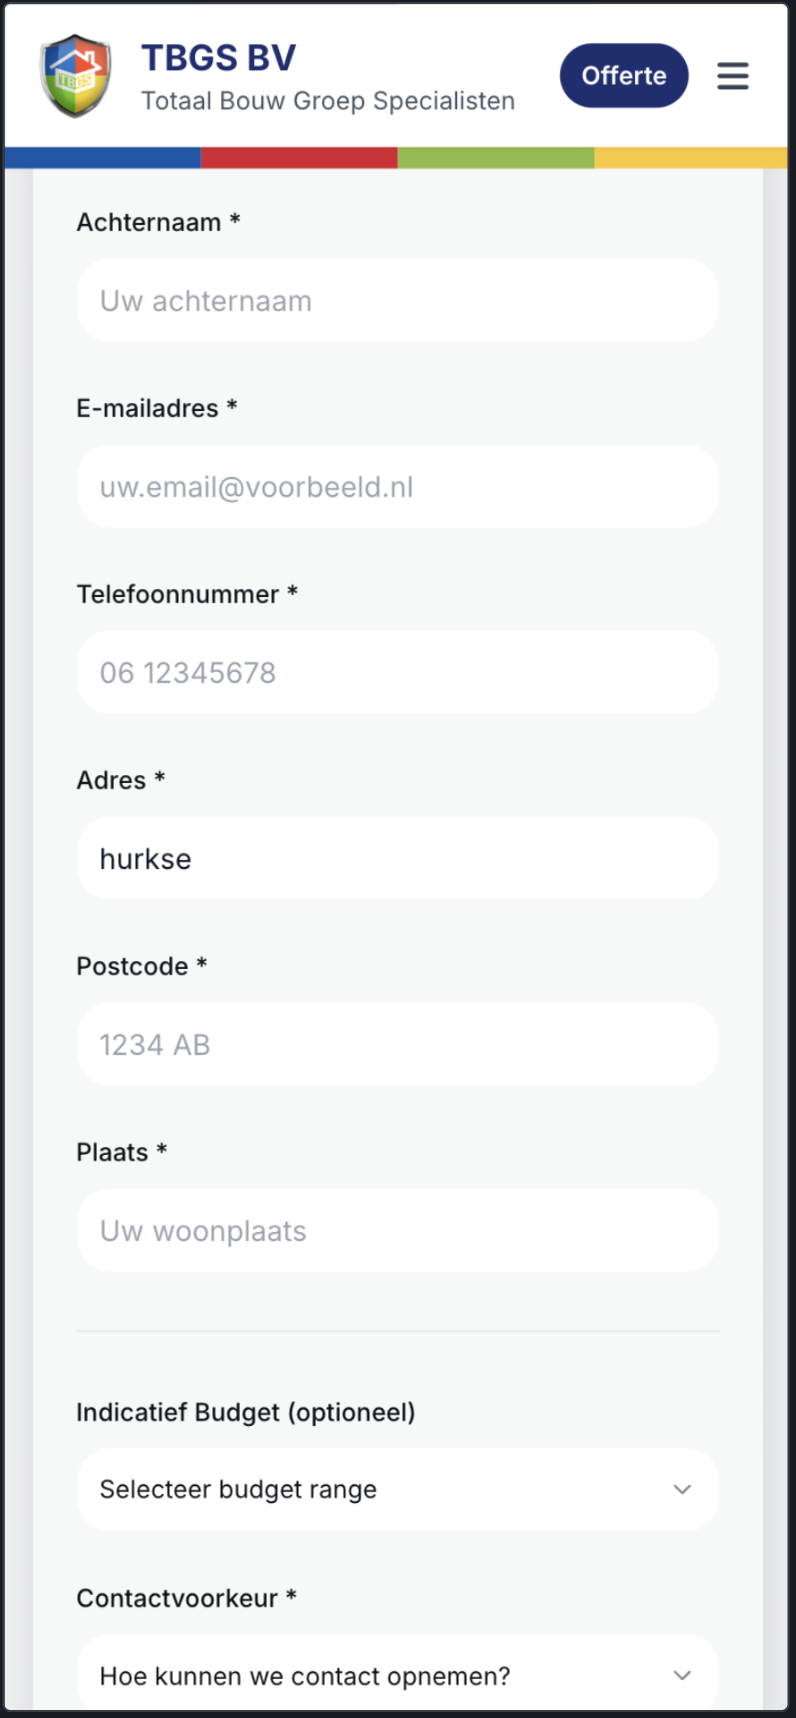 TBGS
TBGS BV
Totaal Bouw Groep Specialisten
Offerte
Achternaam *
Uw achternaam
E-mailadres *
uw.email@voorbeeld.nl
Telefoonnummer *
06 12345678
Adres *
hurkse
Postcode *
1234 AB
Plaats *
Uw woonplaats
Indicatief Budget (optioneel)
Selecteer budget range
Contactvoorkeur *
Hoe kunnen we contact opnemen?